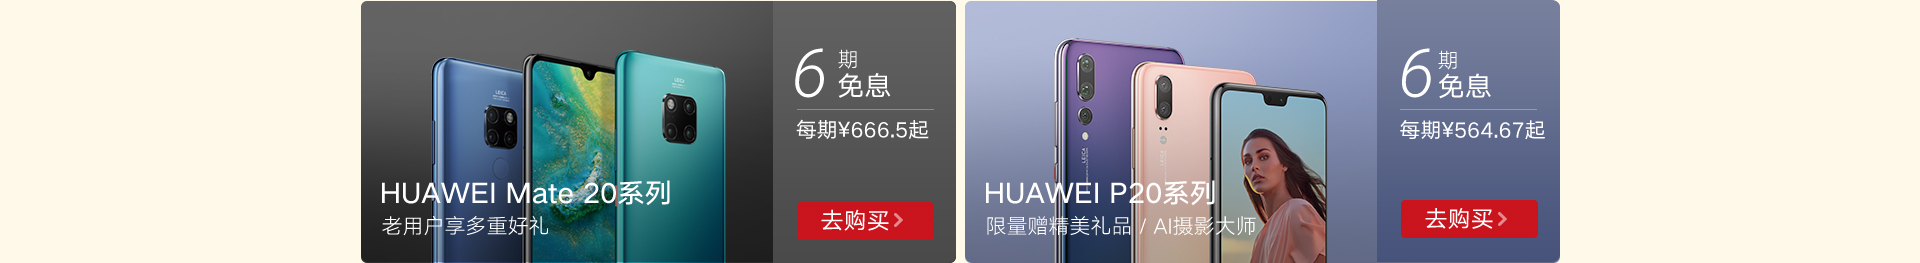 HUAWEI Mate 20系列
老用户享多重好礼
6期
免息
每期¥666.5起
去购买>
HUAWEI P20系列
限量赠精美礼品 / AI摄影大师
6期
免息
每期¥564.67起
去购买>
LEICA
LEICA
LEICA